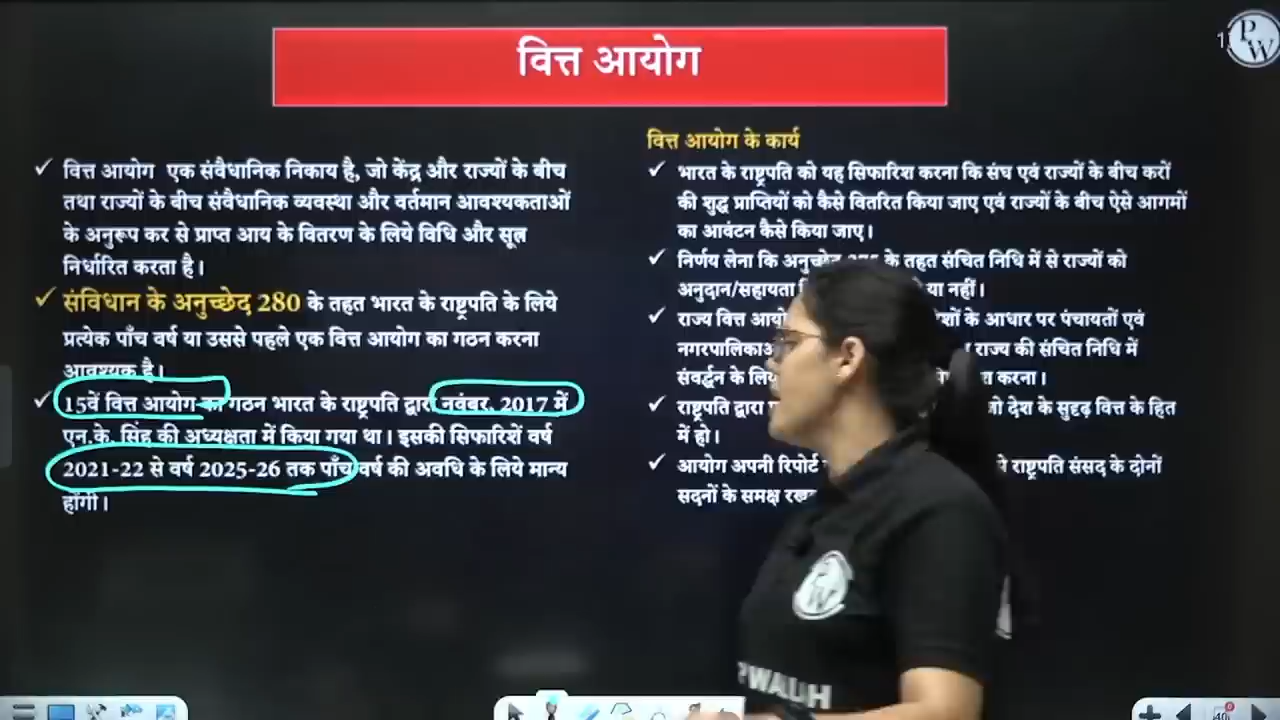 वित्त आयोग
वित्त आयोग एक संवैधानिक निकाय है, जो केंद्र और राज्यों के बीच
तथा राज्यों के बीच संवैधानिक व्यवस्था और वर्तमान आवश्यकताओं
के अनुरूप कर से प्राप्त आय के वितरण के लिये विधि और सूत्र
निर्धारित करता है।
संविधान के अनुच्छेद 280 के तहत भारत के राष्ट्रपति के लिये
प्रत्येक पाँच वर्ष या उससे पहले एक वित्त आयोग का गठन करना
आवश्यक है।
15वें वित्त आयोग का गठन भारत के राष्ट्रपति द्वारा नवंबर, 2017 में
एन.के. सिंह की अध्यक्षता में किया गया था। इसकी सिफारिशें वर्ष
2021-22 से वर्ष 2025-26 तक पाँच वर्ष की अवधि के लिये मान्य
होंगी।
वित्त आयोग के कार्य
भारत के राष्ट्रपति को यह सिफारिश करना कि संघ एवं राज्यों के बीच करों
की शुद्ध प्राप्तियों को कैसे वितरित किया जाए एवं राज्यों के बीच ऐसे आगमों
का आवंटन कैसे किया जाए।
निर्णय लेना कि अनुच्छेद के तहत संचित निधि में से राज्यों को
अनुदान/सहायता या नहीं।
राज्य वित्त के आधार पर पंचायतों एवं
राज्य की संचित निधि में
संवर्द्धन के करना।
राष्ट्रपति द्वारा देश के सुदृढ़ वित्त के हित
में हो।
आयोग अपनी रिपोर्ट राष्ट्रपति संसद के दोनों
सदनों के समक्ष
PW
PW